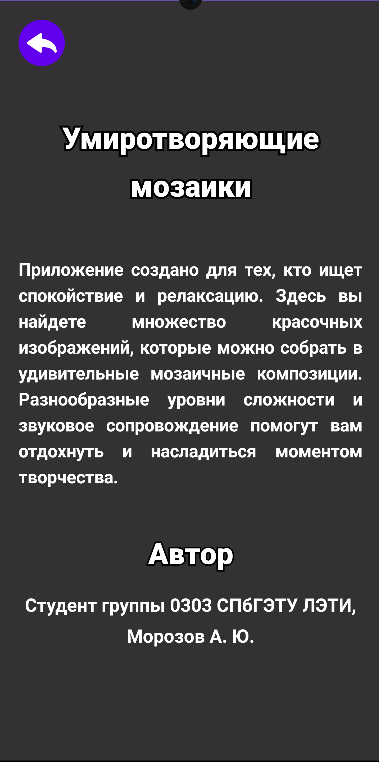 Умиротворяющие
мозаики
Приложение создано для тех, кто ищет
спокойствие и релаксацию. Здесь вы
найдете множество красочных
изображений, которые можно собрать в
удивительные мозаичные композиции.
Разнообразные уровни сложности и
звуковое сопровождение помогут вам
отдохнуть и насладиться моментом
творчества.
Автор
Студент группы 0303 СПбГЭТУ ЛЭТИ,
Морозов А. Ю.